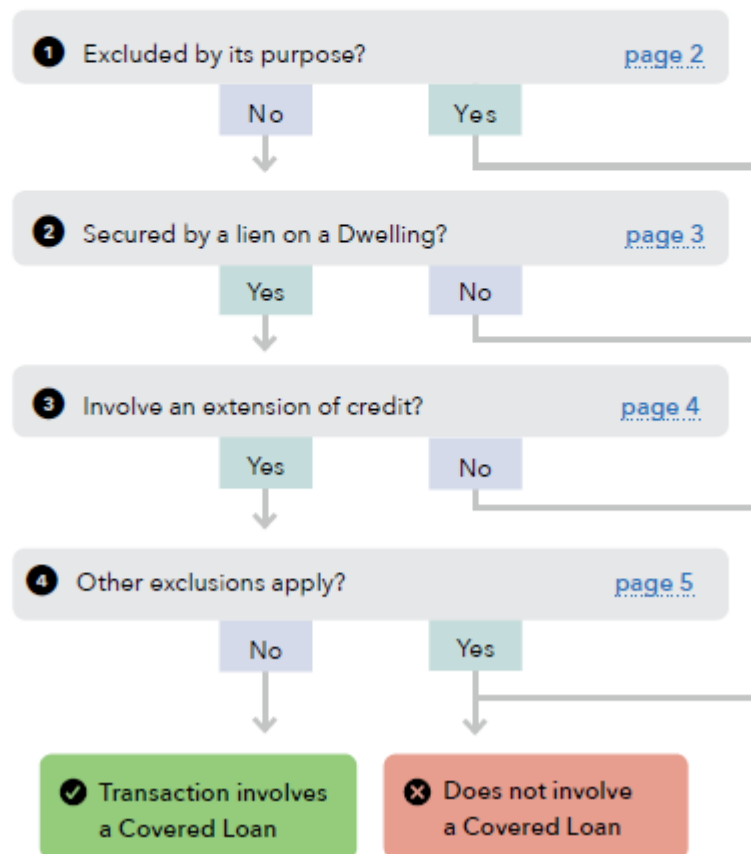 1 Excluded by its purpose? page 2
No Yes
2 Secured by a lien on a Dwelling? page 3
Yes No
3 Involve an extension of credit? page 4
Yes No
4 Other exclusions apply? page 5
No Yes
Transaction involves
a Covered Loan
Does not involve
a Covered Loan